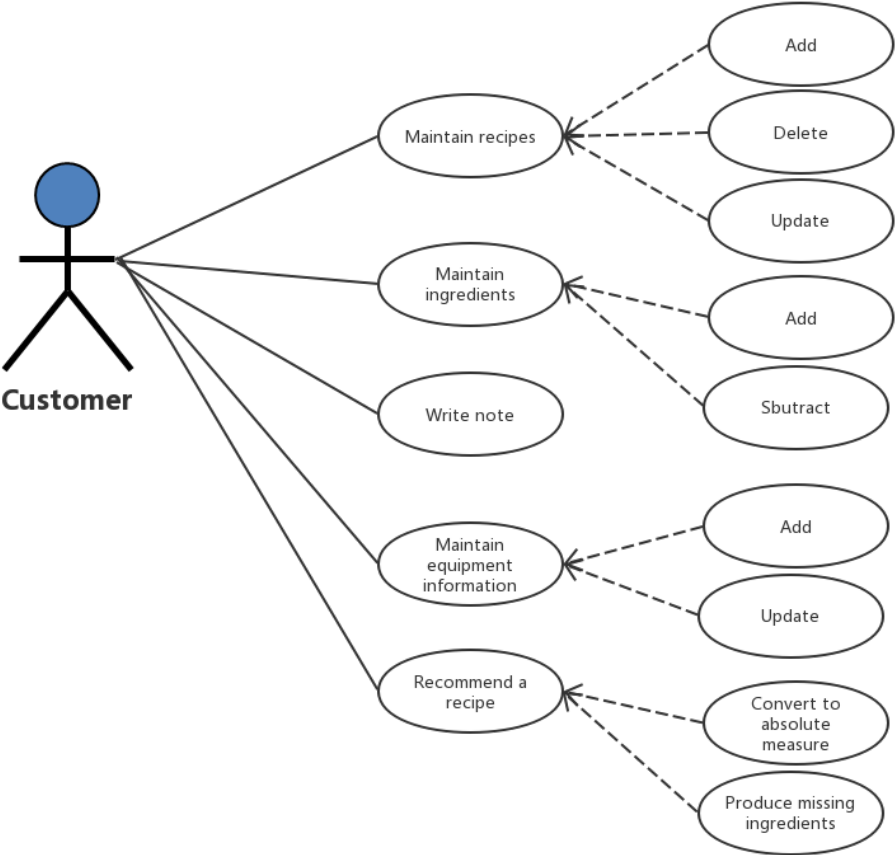 Add
Maintain recipes
Delete
Update
Maintain
ingredients
Add
Customer
Write note
Sbutract
Maintain
equipment
information
Add
Update
Recommend a
recipe
Convert to
absolute
measure
Produce missing
ingredients